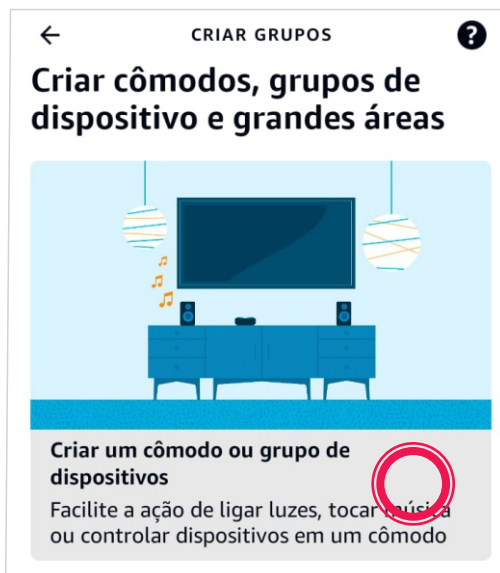 CRIAR GRUPOS
?
Criar cômodos, grupos de
dispositivo e grandes áreas
Criar um cômodo ou grupo de
dispositivos
Facilite a ação de ligar luzes, tocar música
ou controlar dispositivos em um cômodo